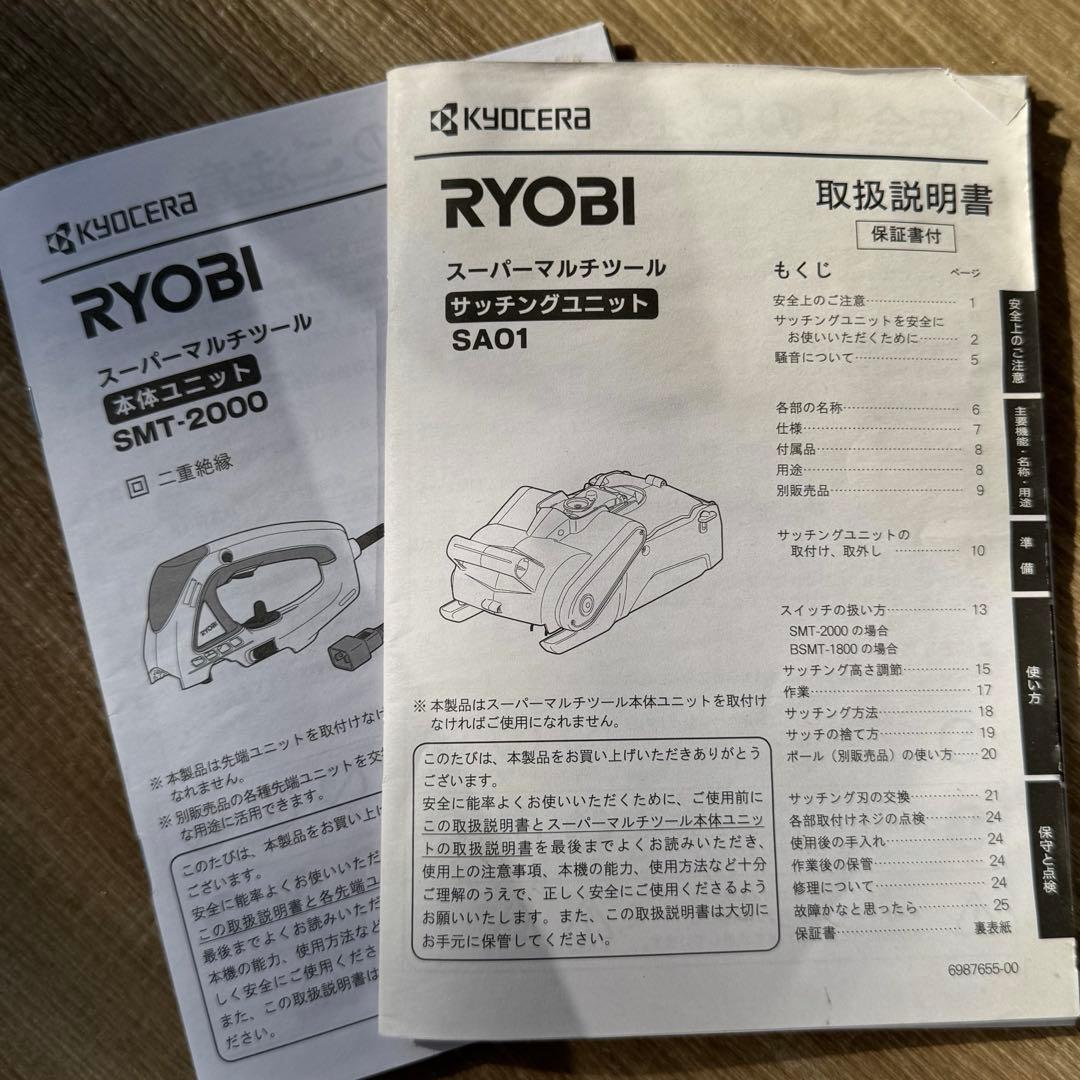 KYOCERA
RYOBI
スーパーマルチツール
本体ユニット
SMT-2000
回 二重絶縁
RYOBI
※ 本製品は先端ユニットを取付けな
なれません。
※ 別販売品の各種先端ユニットを交
な用途に活用できます。
このたびは、本製品をお買い上
ございます。
安全に能率よくお使いいただ
この取扱説明書と各先端ユ
最後までよくお読みいただ
本機の能力、使用方法など
しく安全にご使用くださ
また、この取扱説明書は
ださい。
KYOCERA
RYOBI
スーパーマルチツール
サッチングユニット
SA01
取扱説明書
保証書付
もくじ ページ
安全上のご注意 1
サッチングユニットを安全に
お使いいただくために 2
騒音について 5
各部の名称 6
仕様 7
付属品 8
用途 8
別販売品 9
サッチングユニットの
取付け、取外し 10
スイッチの扱い方 13
SMT-2000 の場合
BSMT-1800 の場合
サッチング高さ調節 15
作業 17
サッチング方法 18
サッチの捨て方 19
ポール（別販売品）の使い方 20
サッチング刃の交換 21
各部取付けネジの点検 24
使用後の手入れ 24
作業後の保管 24
修理について 24
故障かなと思ったら 25
保証書 裏表紙
安全上のご注意
主要機能・名称・用途
準備
使い方
保守と点検
※ 本製品はスーパーマルチツール本体ユニットを取付け
なければご使用になれません。
このたびは、本製品をお買い上げいただきありがとう
ございます。
安全に能率よくお使いいただくために、ご使用前に
この取扱説明書とスーパーマルチツール本体ユニッ
トの取扱説明書を最後までよくお読みいただき、
使用上の注意事項、本機の能力、使用方法など十分
ご理解のうえで、正しく安全にご使用くださるよう
お願いいたします。また、この取扱説明書は大切に
お手元に保管してください。
6987655-00